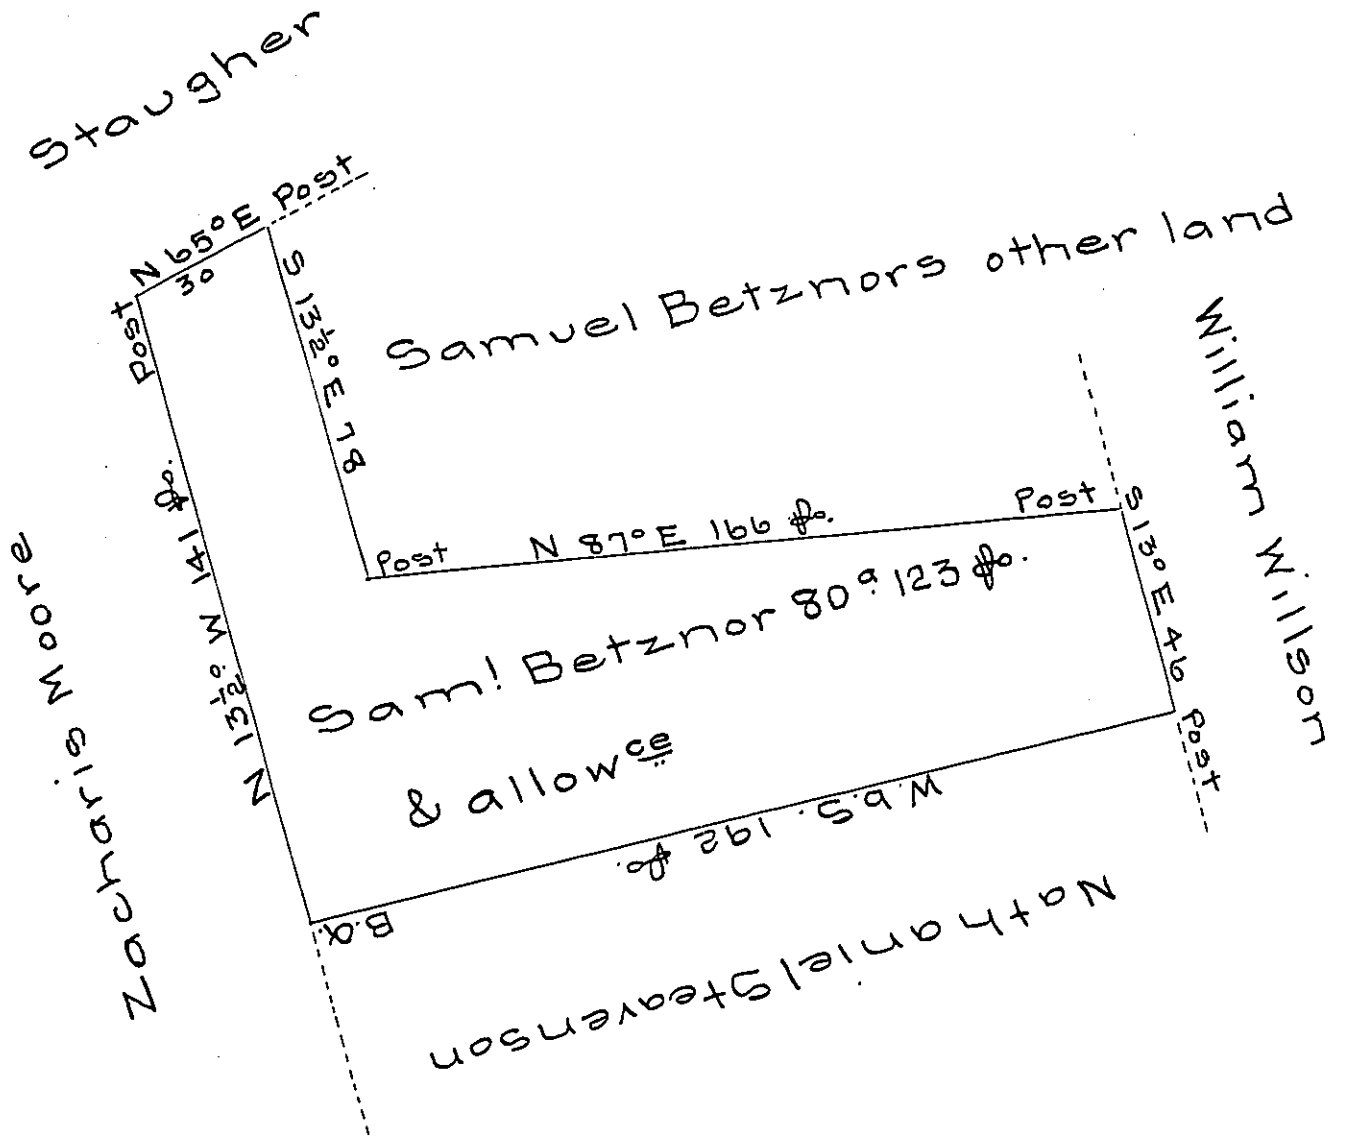 Staugher
N 65° E Post
30
Post
S 13½° E 78
Samuel Betznors other land
William Willson
Post N 87° E 166 po. Post
S 13° E 46
Post
Sam! Betznor 80ª 123 po.
& allowce
N 13½° W 141 po.
Zacharis Moore
W.b.S. 192 po.
B.O.
Nathaniel Steavenson